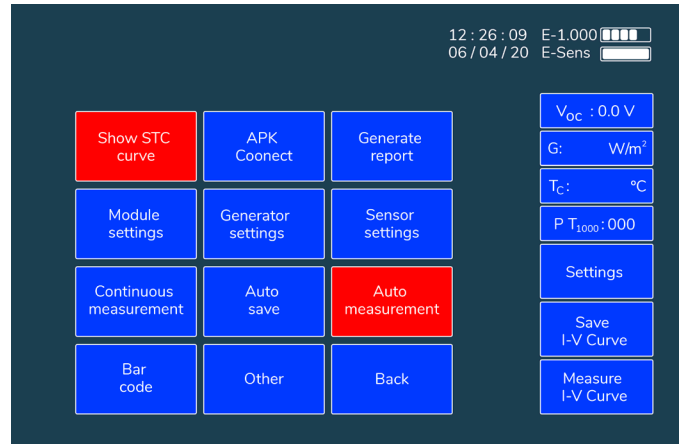 12 : 26 : 09 E-1.000
06 / 04 / 20 E-Sens
Show STC
curve
APK
Coonect
Generate
report
Module
settings
Generator
settings
Sensor
settings
Continuous
measurement
Auto
save
Auto
measurement
Bar
code
Other
Back
VOC : 0.0 V
G: W/m²
TC: ºC
P T1000 : 000
Settings
Save
I-V Curve
Measure
I-V Curve